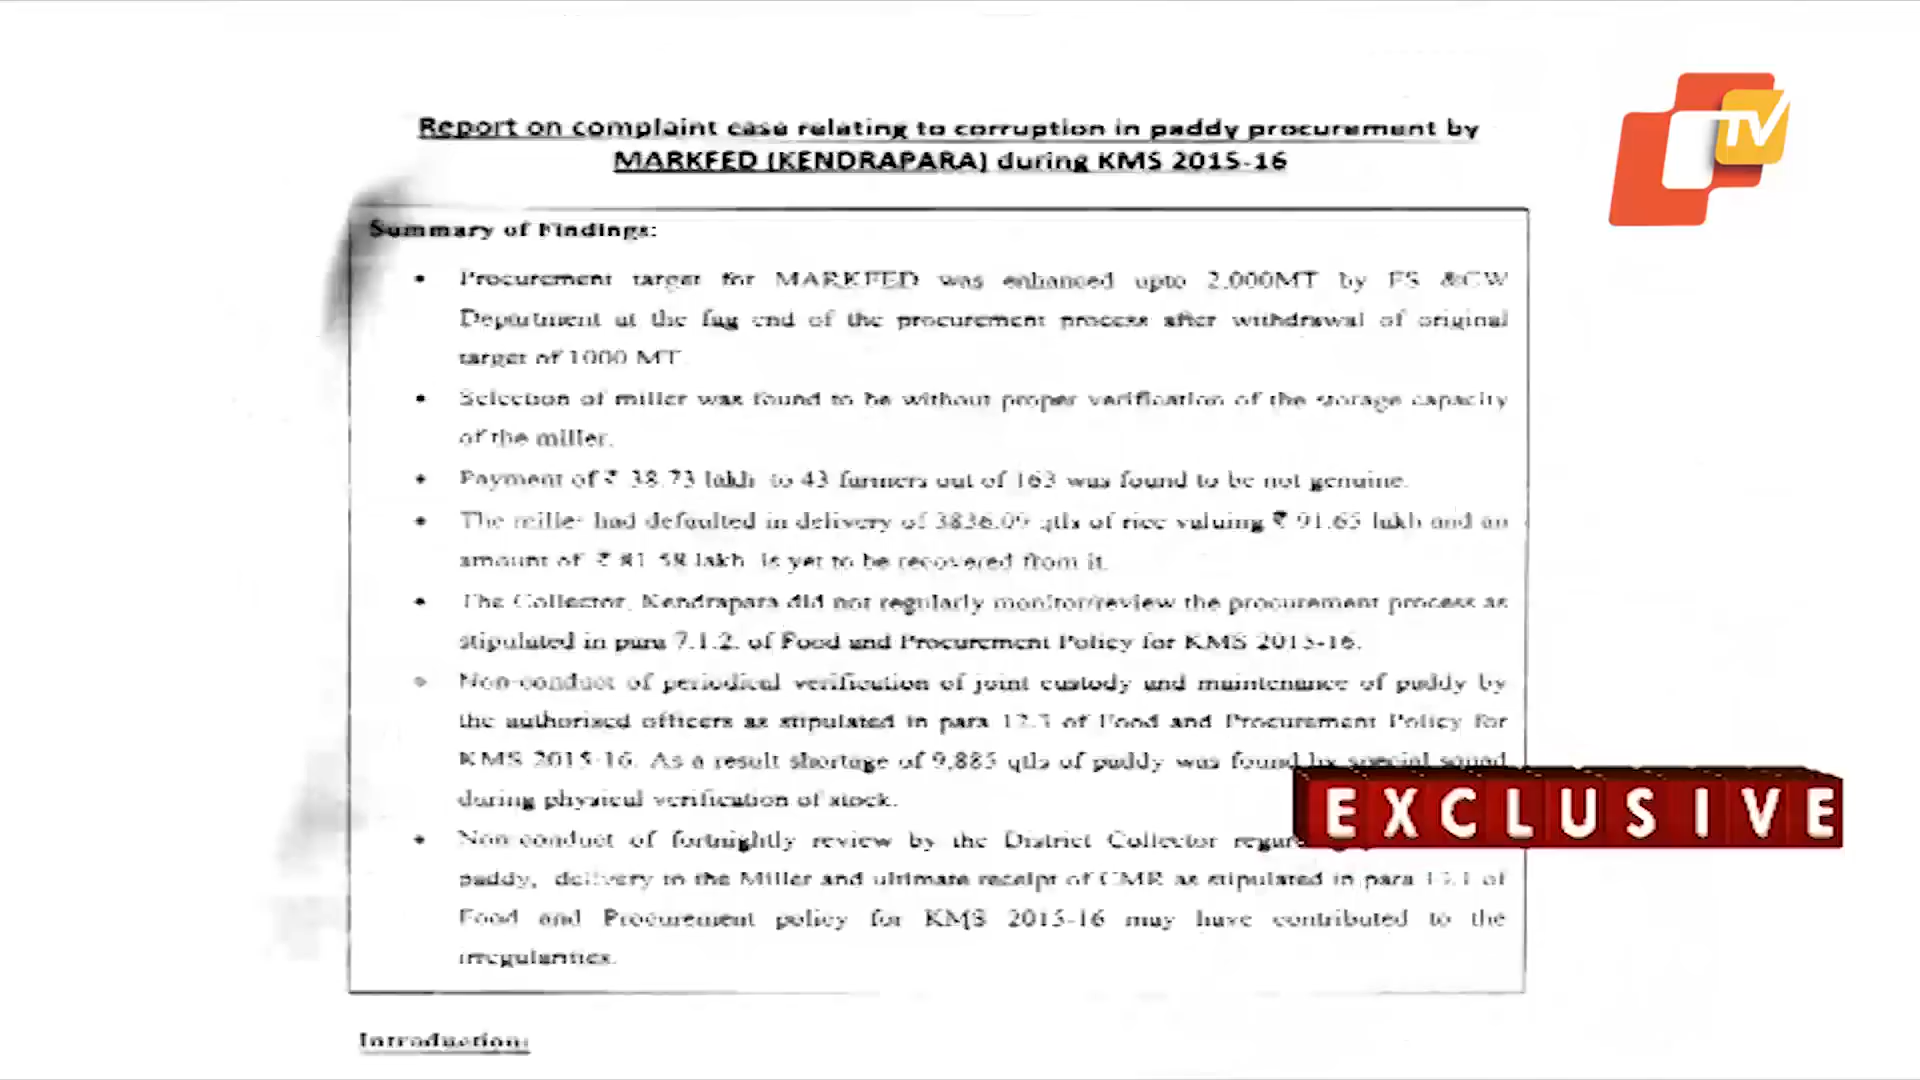 TV
Report on complaint case relating to corruption in paddy procurement by
MARKFED (KENDRAPARA) during KMS 2015-16
Summary of Findings:
• Procurement target for MARKFED was enhanced upto 2,000MT by FS &CW
Department at the fag end of the procurement process after withdrawal of original
target of 1000 MT.
• Selection of miller was found to be without proper verification of the storage capacity
of the miller.
• Payment of ₹ 38.73 lakh to 43 farmers out of 163 was found to be not genuine.
• The miller had defaulted in delivery of 3836.09 qtls of rice valuing ₹ 91.65 lakh and an
amount of ₹ 81.58 lakh is yet to be recovered from it.
• The Collector, Kendrapara did not regularly monitor/review the procurement process as
stipulated in para 7.1.2. of Food and Procurement Policy for KMS 2015-16.
• Non-conduct of periodical verification of joint custody and maintenance of paddy by
the authorised officers as stipulated in para 12.3 of Food and Procurement Policy for
KMS 2015-16. As a result shortage of 9,885 qtls of paddy was found by special squad
during physical verification of stock.
EXCLUSIVE
• Non-conduct of fortnightly review by the District Collector
paddy, delivery to the Miller and ultimate receipt of CMR as stipulated in para of
Food and Procurement policy for KMS 2015-16 may have contributed to the
irregularities.
Introduction: